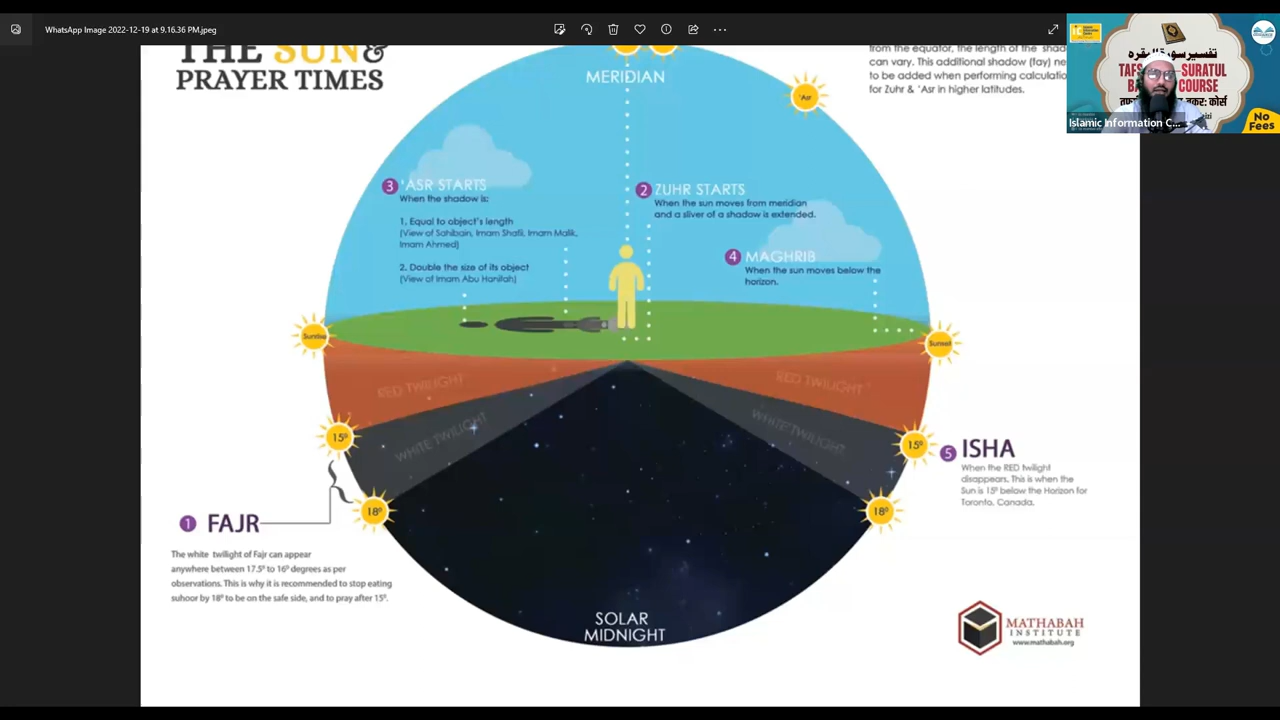 WhatsApp Image 2022-12-19 at 9.16.36 PM.jpeg
THE SUN &
PRAYER TIMES
MERIDIAN
'Asr
from the equator, the length of the
can vary. This additional shadow (fay)
to be added when performing
for Zuhr & 'Asr in higher latitudes.
تفسير سورة البقره
SURATUL
COURSE
कोर्स
Islamic Information C...
No
Fees
3 'ASR STARTS
When the shadow is:
1. Equal to object's length
(View of Sahibain, Imam Shafii, Imam Malik,
Imam Ahmed)
2. Double the size of its object
(View of Imam Abu Hanifah)
2 ZUHR STARTS
When the sun moves from meridian
and a sliver of a shadow is extended.
4 MAGHRIB
When the sun moves below the
horizon.
Sunrise
Sunset
RED TWILIGHT
RED TWILIGHT
WHITE TWILIGHT
WHITE TWILIGHT
15º
15º
18º
18º
5 ISHA
When the RED twilight
disappears. This is when the
Sun is 15º below the Horizon for
Toronto, Canada.
1 FAJR
The white twilight of Fajr can appear
anywhere between 17.5º to 16º degrees as per
observations. This is why it is recommended to stop eating
suhoor by 18º to be on the safe side, and to pray after 15º.
SOLAR
MIDNIGHT
MATHABAH
INSTITUTE
www.mathabah.org